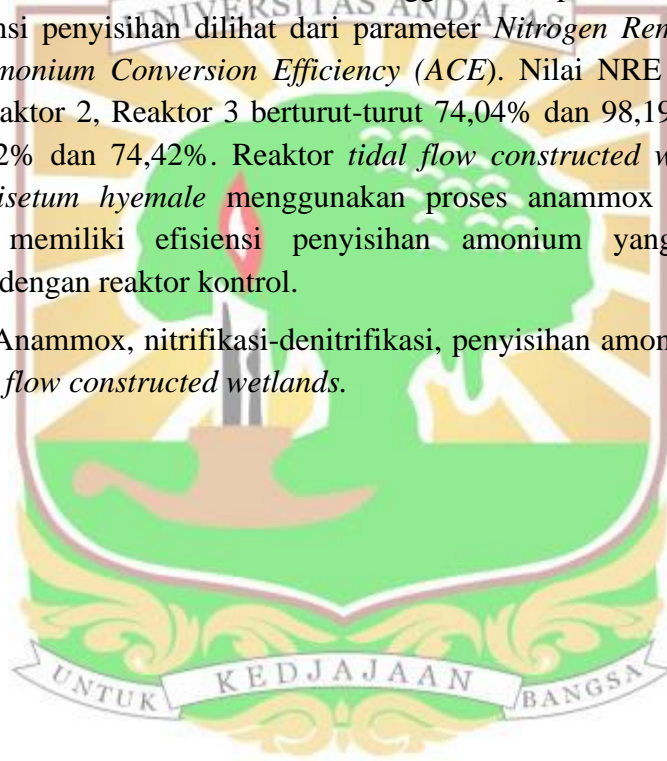 UNIVERSITAS ANDALAS
nsi penyisihan dilihat dari parameter Nitrogen Rem
monium Conversion Efficiency (ACE). Nilai NRE
aktor 2, Reaktor 3 berturut-turut 74,04% dan 98,19
2% dan 74,42%. Reaktor tidal flow constructed w
isetum hyemale menggunakan proses anammox
memiliki efisiensi penyisihan amonium yang
dengan reaktor kontrol.
Anammox, nitrifikasi-denitrifikasi, penyisihan amon
flow constructed wetlands.
UNTUK KEDJAJAAN BANGSA